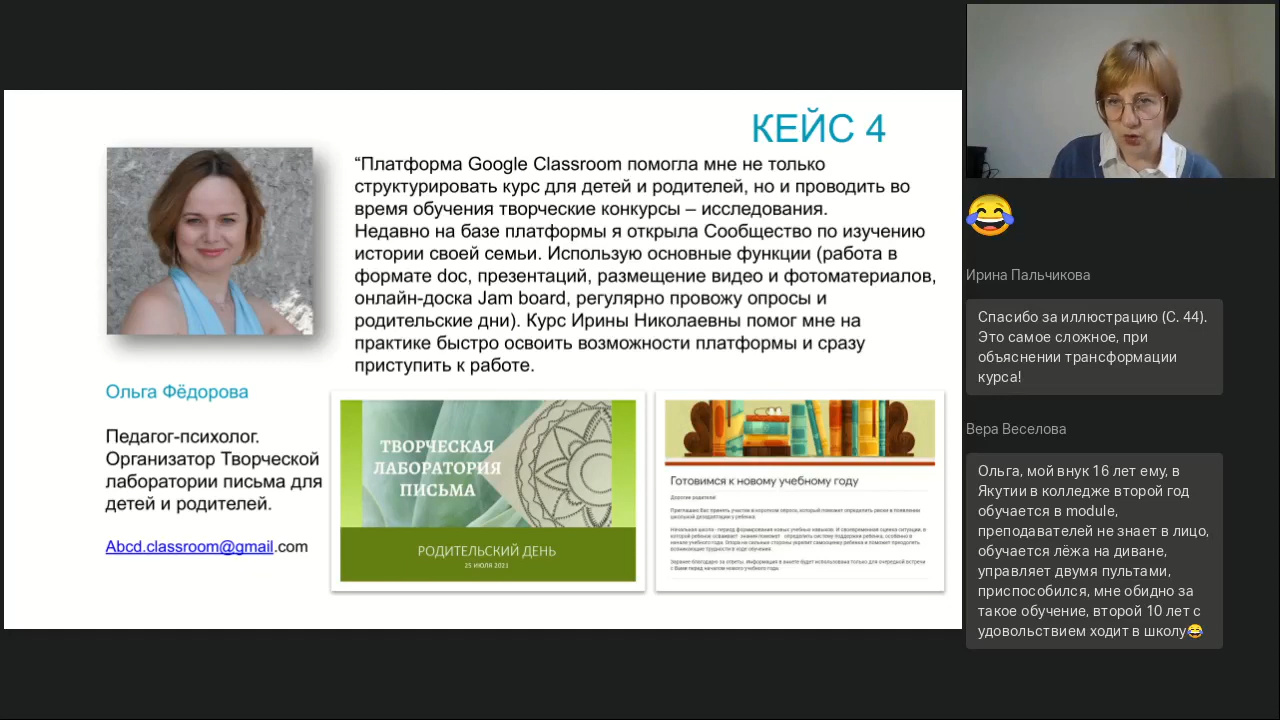 КЕЙС 4
“Платформа Google Classroom помогла мне не только
структурировать курс для детей и родителей, но и проводить во
время обучения творческие конкурсы – исследования.
Недавно на базе платформы я открыла Сообщество по изучению
истории своей семьи. Использую основные функции (работа в
формате doc, презентаций, размещение видео и фотоматериалов,
онлайн-доска Jam board, регулярно провожу опросы и
родительские дни). Курс Ирины Николаевны помог мне на
практике быстро освоить возможности платформы и сразу
приступить к работе.
Ольга Фёдорова
Педагог-психолог.
Организатор Творческой
лаборатории письма для
детей и родителей.
Abcd.classroom@gmail.com
ТВОРЧЕСКАЯ
ЛАБОРАТОРИЯ
ПИСЬМА
РОДИТЕЛЬСКИЙ ДЕНЬ
25 ИЮЛЯ 2021
Готовимся к новому учебному году
Дорогие родители!
Ирина Пальчикова
Спасибо за иллюстрацию (С. 44).
Это самое сложное, при
объяснении трансформации
курса!
Вера Веселова
Ольга, мой внук 16 лет ему, в
Якутии в колледже второй год
обучается в module,
преподавателей не знает в лицо,
обучается лёжа на диване,
управляет двумя пультами,
приспособился, мне обидно за
такое обучение, второй 10 лет с
удовольствием ходит в школу😂